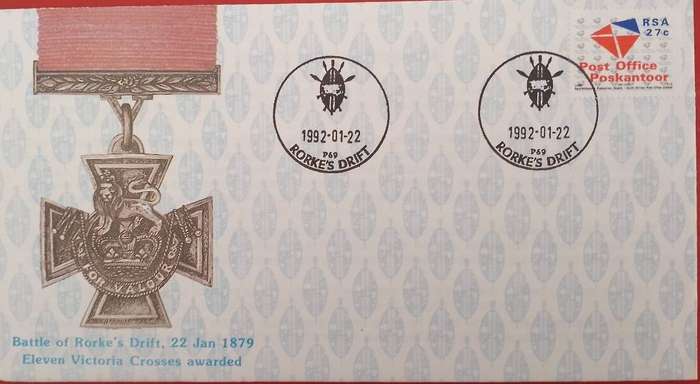 RSA
27c
Post Office
Poskantoor
1992-01-22
P69
RORKE'S DRIFT
1992-01-22
P69
RORKE'S DRIFT
FOR VALOUR
Battle of Rorke's Drift, 22 Jan 1879
Eleven Victoria Crosses awarded